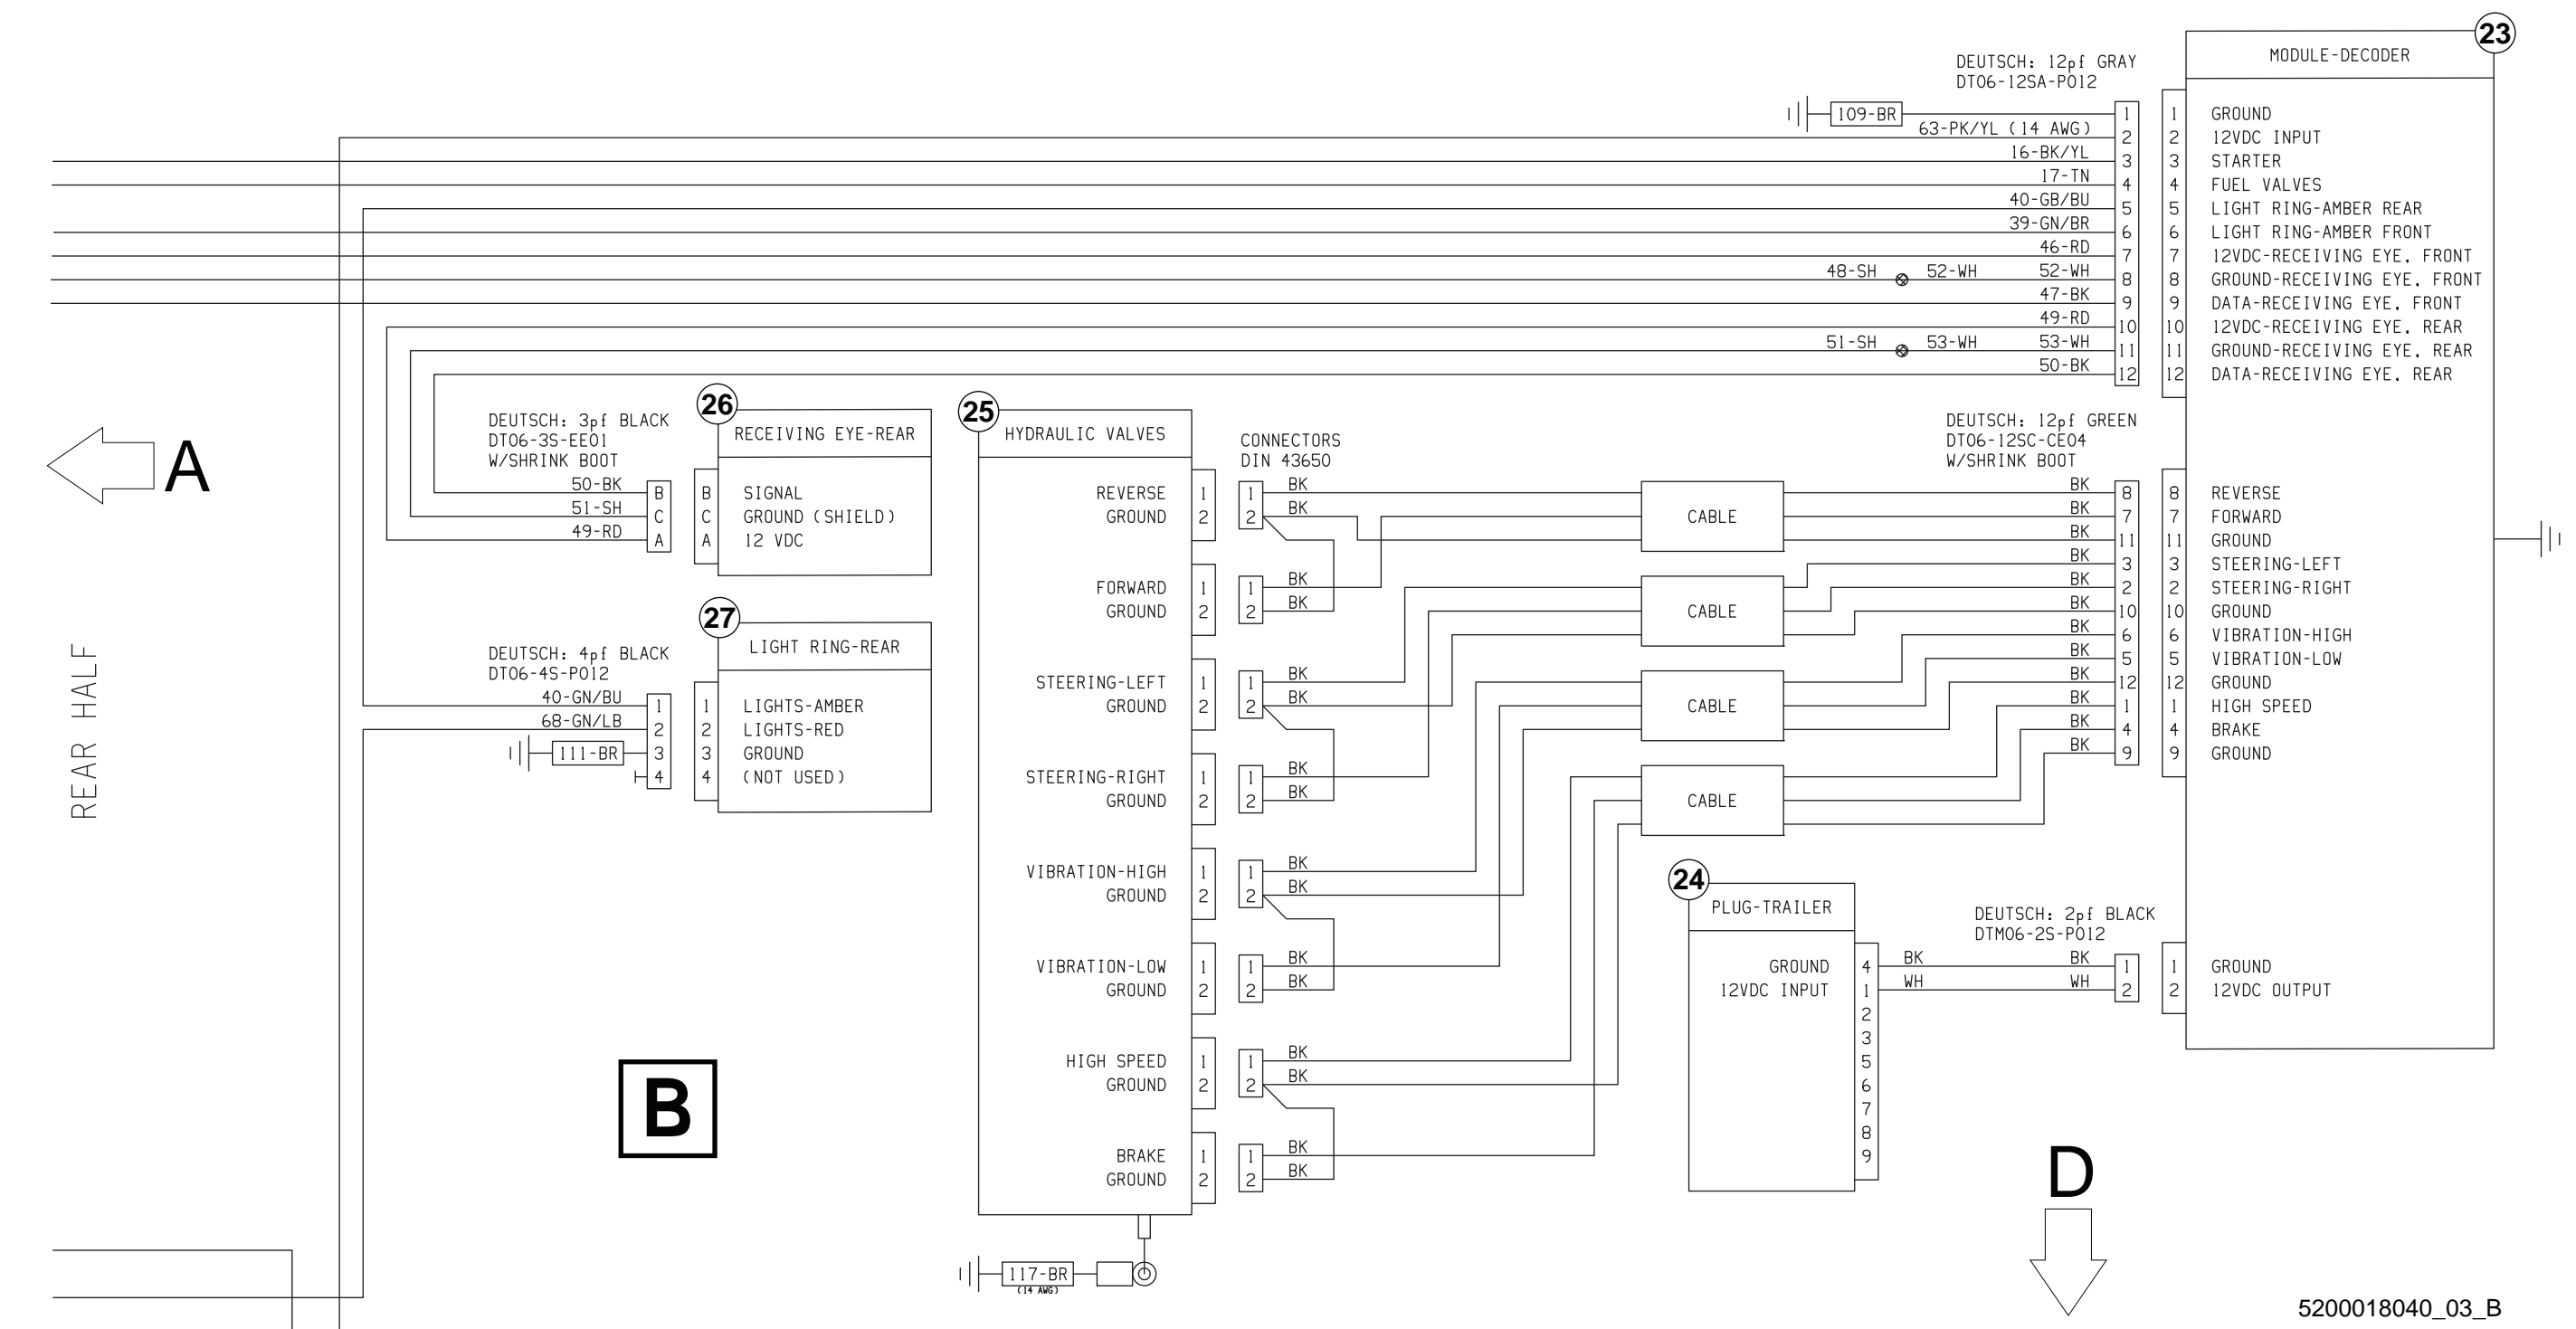 23
MODULE-DECODER
DEUTSCH: 12pf GRAY
DT06-12SA-P012
109-BR
63-PK/YL (14 AWG)
16-BK/YL
17-TN
40-GB/BU
39-GN/BR
46-RD
48-SH 52-WH 52-WH
47-BK
49-RD
51-SH 53-WH 53-WH
50-BK
1 1 GROUND
2 2 12VDC INPUT
3 3 STARTER
4 4 FUEL VALVES
5 5 LIGHT RING-AMBER REAR
6 6 LIGHT RING-AMBER FRONT
7 7 12VDC-RECEIVING EYE, FRONT
8 8 GROUND-RECEIVING EYE, FRONT
9 9 DATA-RECEIVING EYE, FRONT
10 10 12VDC-RECEIVING EYE, REAR
11 11 GROUND-RECEIVING EYE, REAR
12 12 DATA-RECEIVING EYE, REAR
A
REAR HALF
DEUTSCH: 3pf BLACK
DT06-3S-EE01
W/SHRINK BOOT
26
RECEIVING EYE-REAR
50-BK B B SIGNAL
51-SH C C GROUND (SHIELD)
49-RD A A 12 VDC
27
LIGHT RING-REAR
DEUTSCH: 4pf BLACK
DT06-4S-P012
40-GN/BU 1 1 LIGHTS-AMBER
68-GN/LB 2 2 LIGHTS-RED
111-BR 3 3 GROUND
4 4 (NOT USED)
25
HYDRAULIC VALVES
CONNECTORS
DIN 43650
REVERSE 1 1 BK
GROUND 2 2 BK
FORWARD 1 1 BK
GROUND 2 2 BK
STEERING-LEFT 1 1 BK
GROUND 2 2 BK
STEERING-RIGHT 1 1 BK
GROUND 2 2 BK
VIBRATION-HIGH 1 1 BK
GROUND 2 2 BK
VIBRATION-LOW 1 1 BK
GROUND 2 2 BK
HIGH SPEED 1 1 BK
GROUND 2 2 BK
BRAKE 1 1 BK
GROUND 2 2 BK
117-BR
(14 AWG)
CABLE
CABLE
CABLE
CABLE
DEUTSCH: 12pf GREEN
DT06-12SC-CE04
W/SHRINK BOOT
BK 8 8 REVERSE
BK 7 7 FORWARD
BK 11 11 GROUND
BK 3 3 STEERING-LEFT
BK 2 2 STEERING-RIGHT
BK 10 10 GROUND
BK 6 6 VIBRATION-HIGH
BK 5 5 VIBRATION-LOW
BK 12 12 GROUND
BK 1 1 HIGH SPEED
BK 4 4 BRAKE
BK 9 9 GROUND
24
PLUG-TRAILER
DEUTSCH: 2pf BLACK
DTM06-2S-P012
GROUND 4 BK BK 1 1 GROUND
12VDC INPUT 1 WH WH 2 2 12VDC OUTPUT
2
3
5
6
7
8
9
B
D
5200018040_03_B